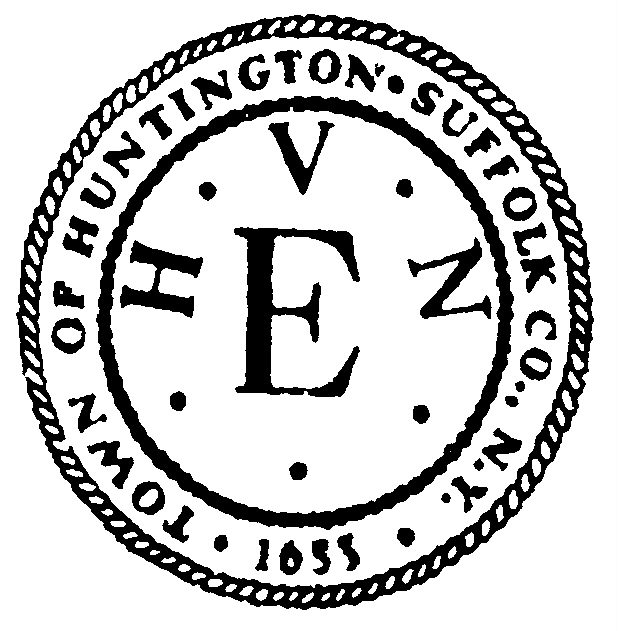 TOWN OF HUNTINGTON • SUFFOLK CO., N.Y.
• 1653 •
H • V • N
E